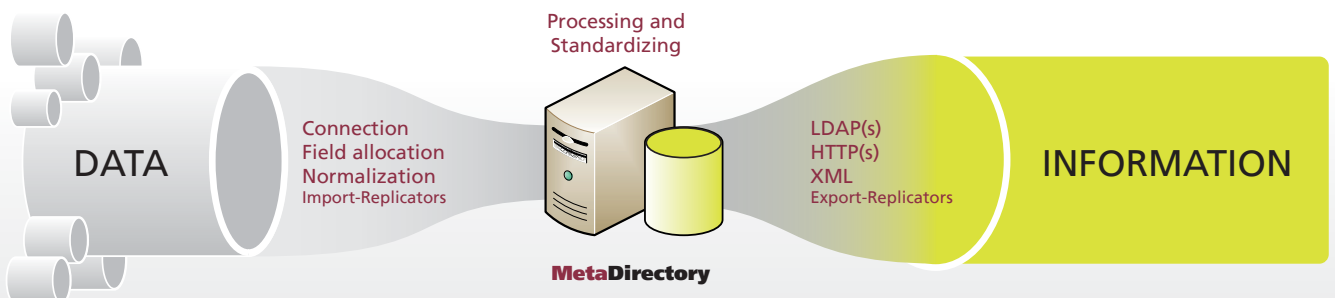 Processing and
Standardizing
DATA
Connection
Field allocation
Normalization
Import-Replicators
LDAP(s)
HTTP(s)
XML
Export-Replicators
INFORMATION
MetaDirectory